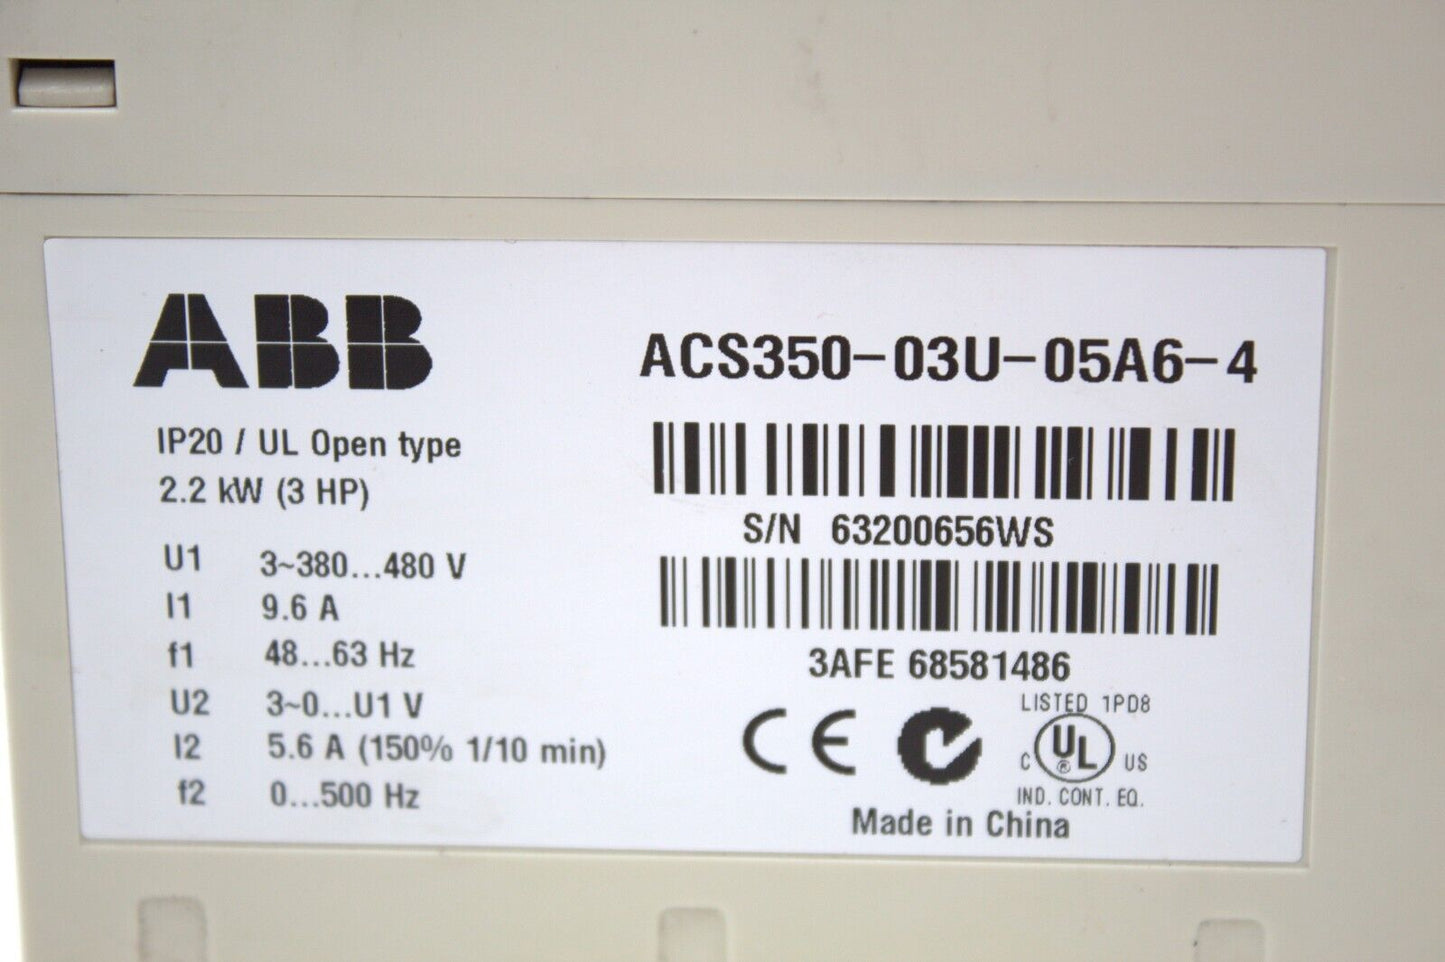 ABB
ACS350-03U-05A6-4
IP20 / UL Open type
2.2 kW (3 HP)
S/N 63200656WS
U1 3~380...480 V
I1 9.6 A
f1 48...63 Hz
3AFE 68581486
U2 3~0...U1 V
I2 5.6 A (150% 1/10 min)
f2 0...500 Hz
CE
LISTED 1PD8
C UL® US
IND. CONT. EQ.
Made in China